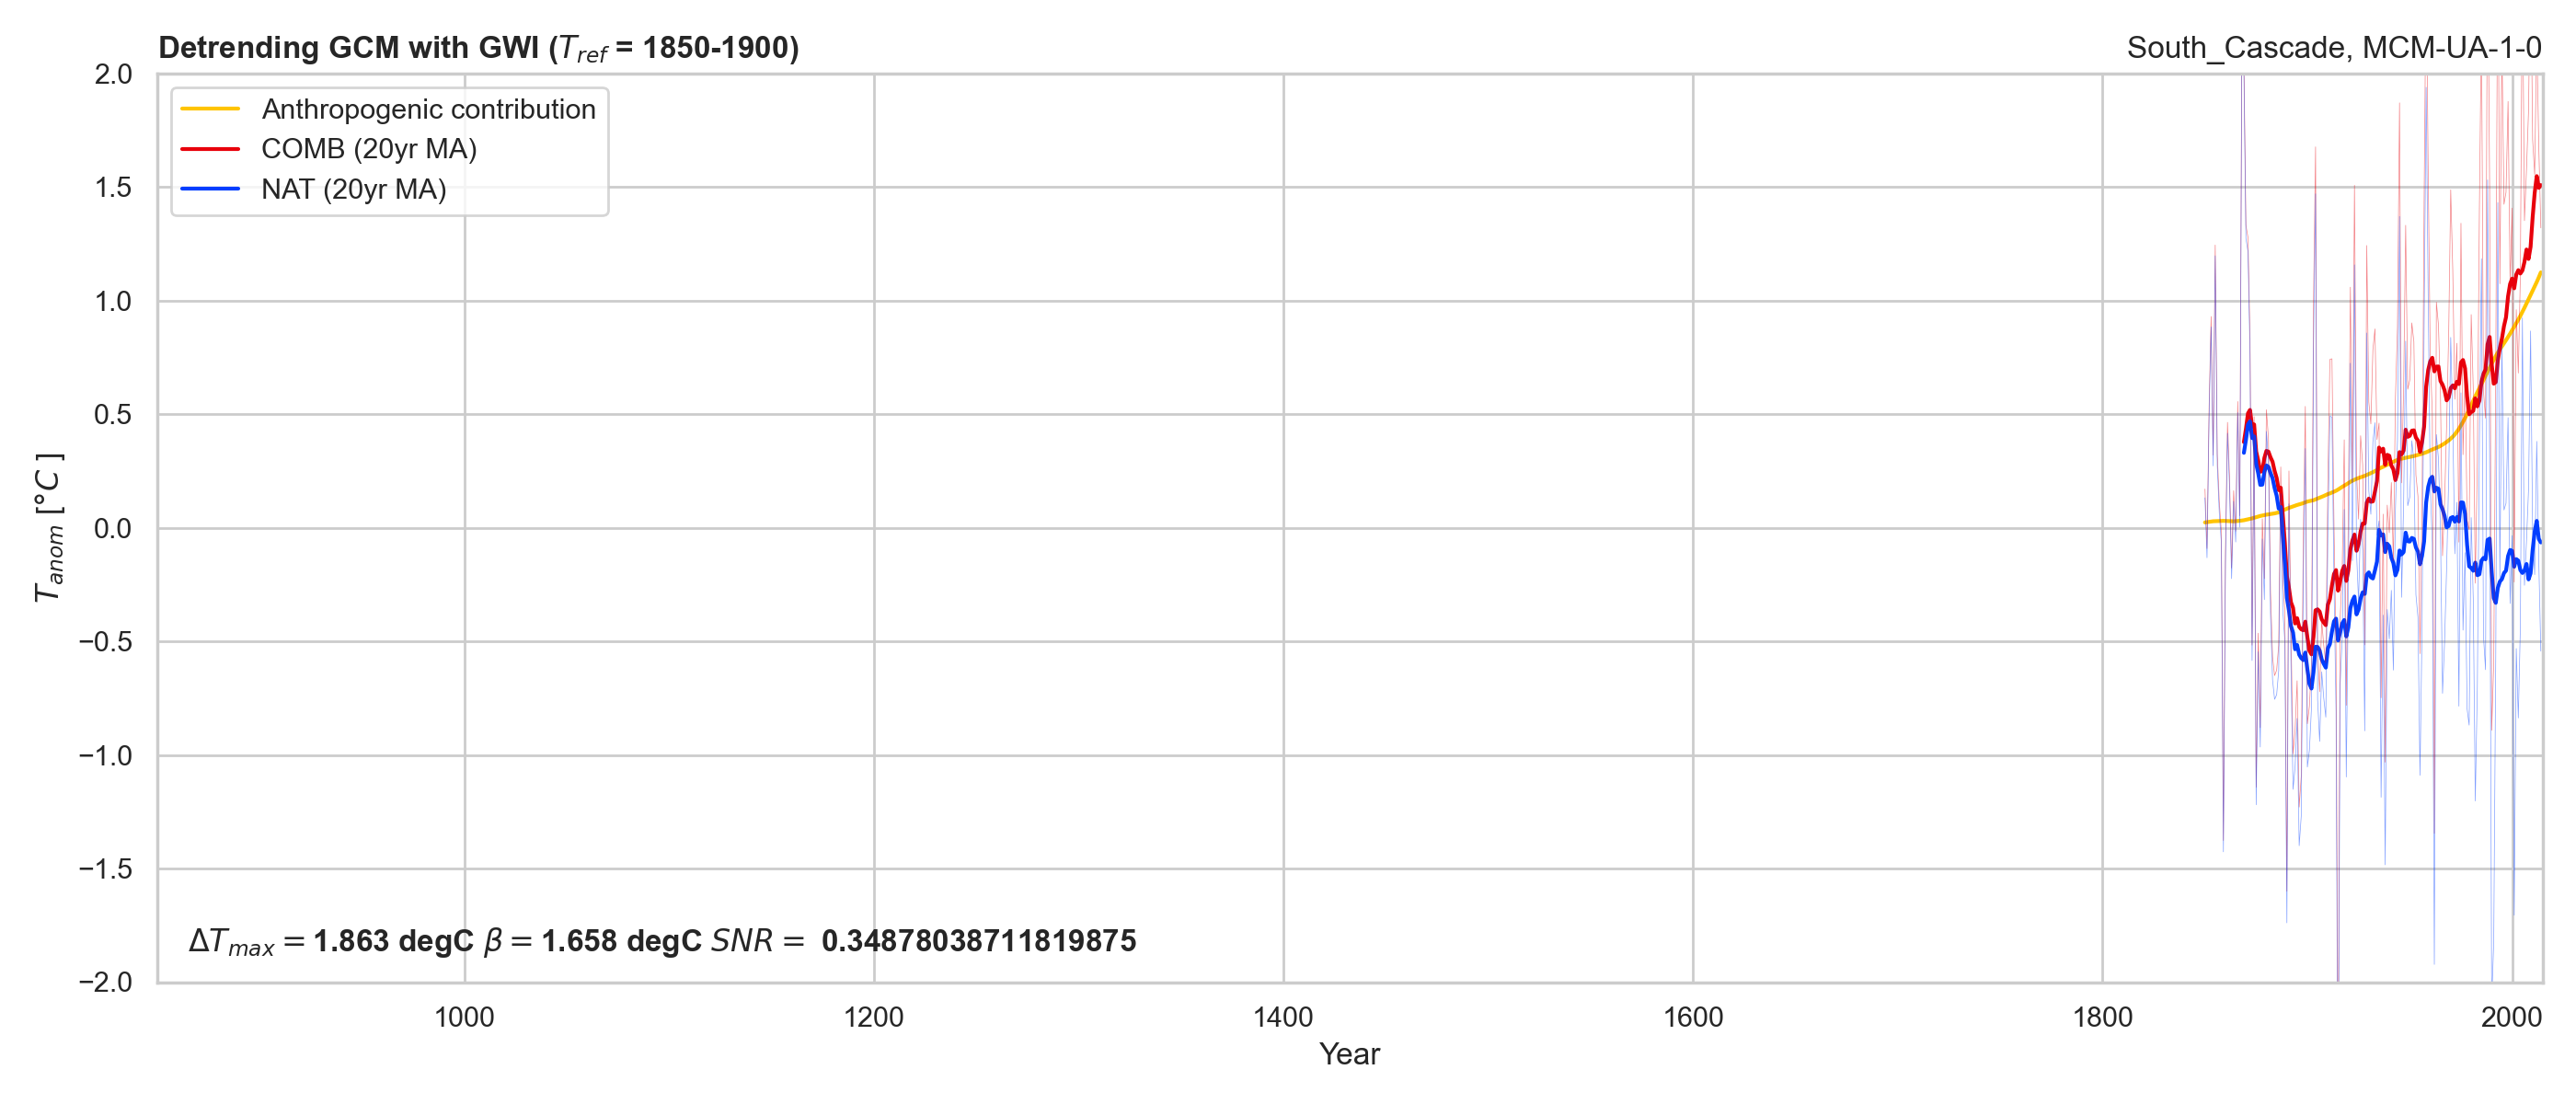 Detrending GCM with GWI (T_ref = 1850-1900)
South_Cascade, MCM-UA-1-0
Anthropogenic contribution
COMB (20yr MA)
NAT (20yr MA)
2.0
1.5
1.0
0.5
0.0
−0.5
−1.0
−1.5
−2.0
T_anom [°C ]
ΔT_max = 1.863 degC β = 1.658 degC SNR = 0.34878038711819875
1000
1200
1400
1600
1800
2000
Year